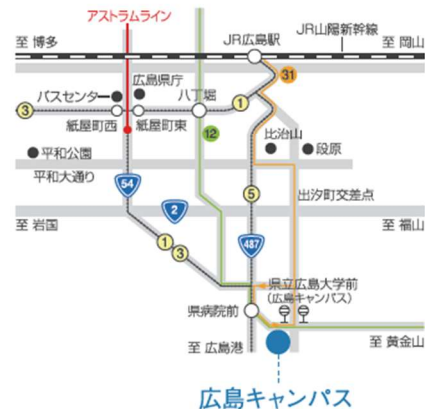 アストラムライン
JR広島駅
JR山陽新幹線
至 博多
至 岡山
31
広島県庁
バスセンター
八丁堀
3
1
紙屋町西
紙屋町東
12
比治山
段原
平和公園
平和大通り
54
2
5
出汐町交差点
至 岩国
至 福山
1
3
487
県立広島大学前
(広島キャンパス)
県病院前
至 広島港
至 黄金山
広島キャンパス